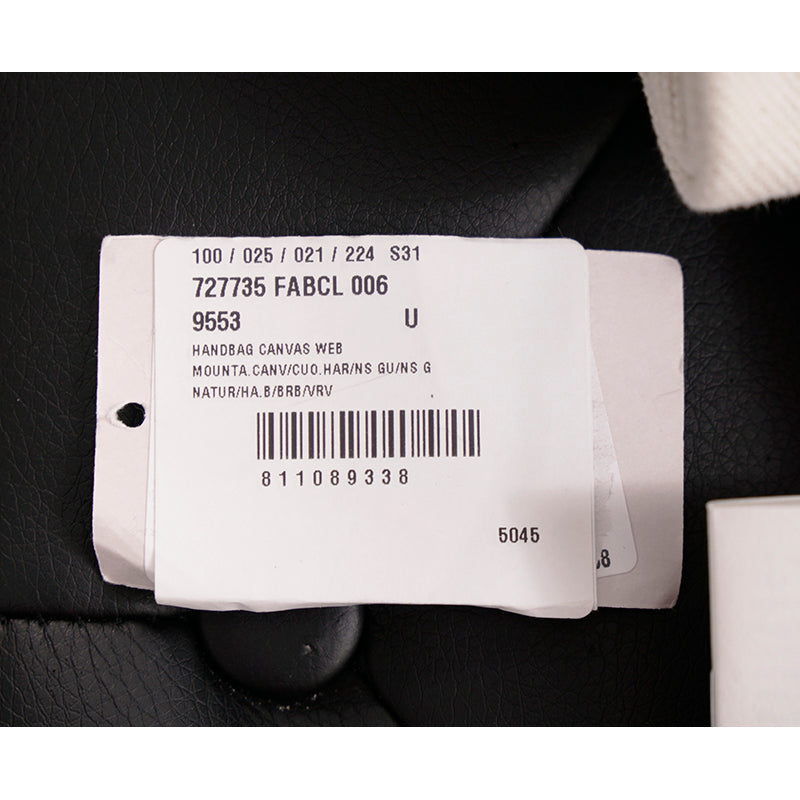 100 / 025 / 021 / 224 S31
727735 FABCL 006
9553 U
HANDBAG CANVAS WEB
MOUNTA.CANV/CUO.HAR/NS GU/NS G
NATUR/HA.B/BRB/VRV
811089338
5045